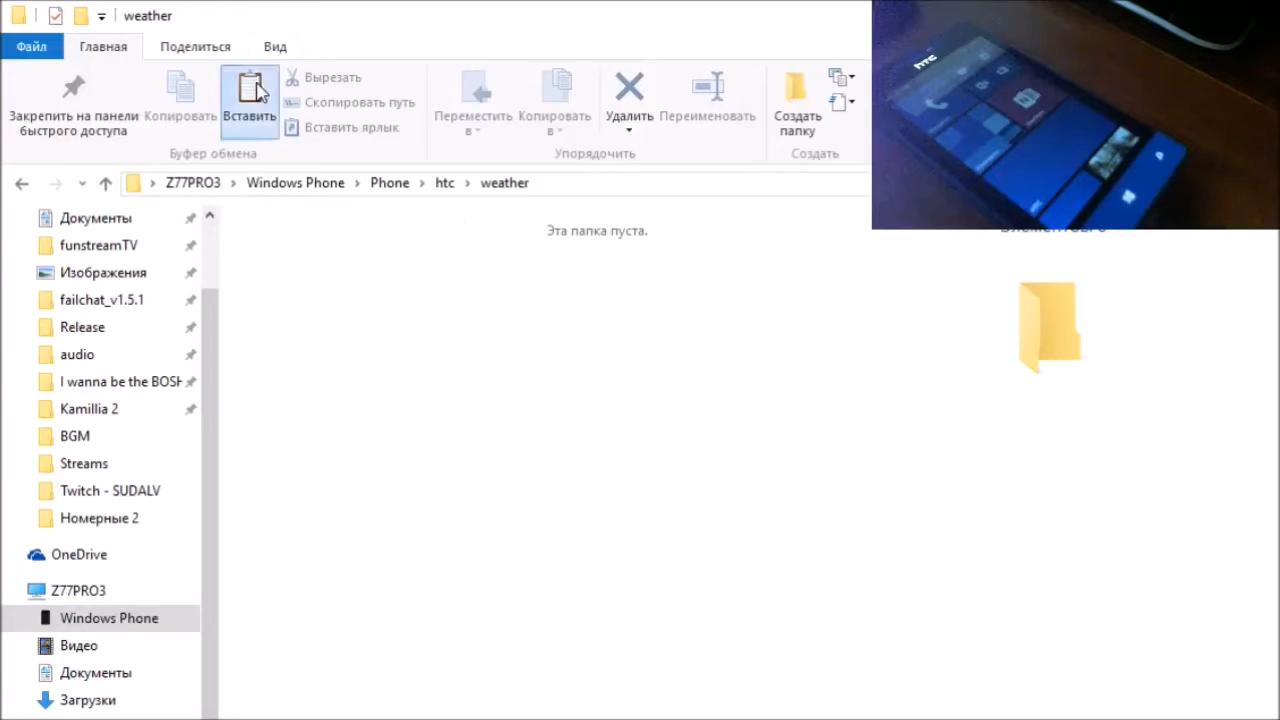 weather
Файл Главная Поделиться Вид
Закрепить на панели быстрого доступа
Копировать
Вставить
Вырезать
Скопировать путь
Вставить ярлык
Буфер обмена
Переместить в
Копировать в
Удалить
Переименовать
Упорядочить
Создать папку
Создать
Z77PRO3 Windows Phone Phone htc weather
Эта папка пуста.
Документы
funstreamTV
Изображения
failchat_v1.5.1
Release
audio
I wanna be the BOSH
Kamillia 2
BGM
Streams
Twitch - SUDALV
Номерные 2
OneDrive
Z77PRO3
Windows Phone
Видео
Документы
Загрузки
htc